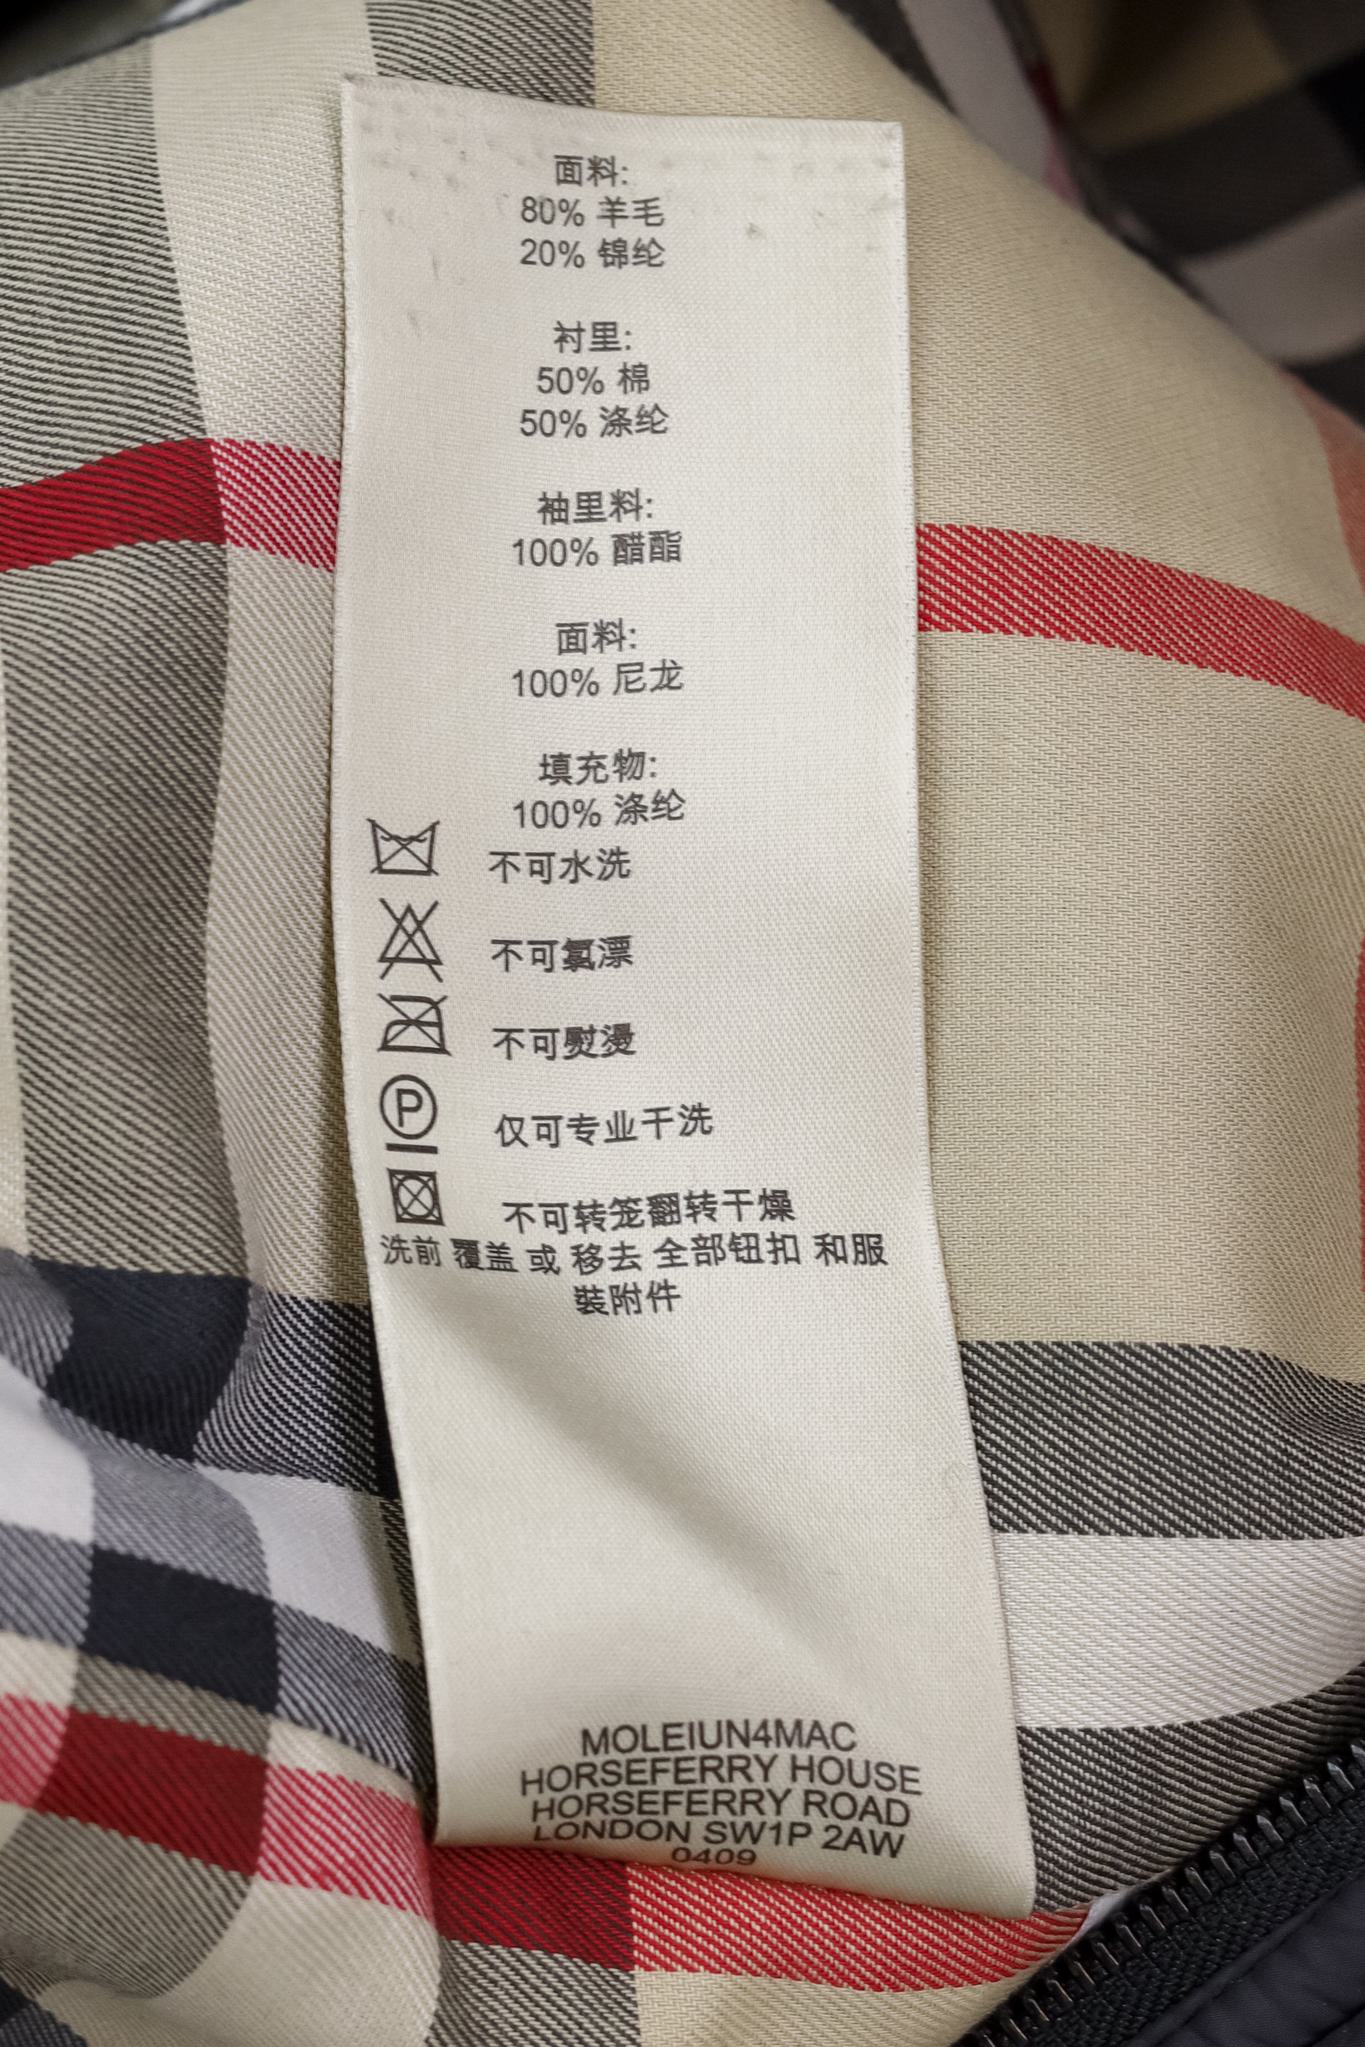 面料:
80% 羊毛
20% 锦纶
衬里:
50% 棉
50% 涤纶
袖里料:
100% 醋酯
面料:
100% 尼龙
填充物:
100% 涤纶
不可水洗
不可氯漂
不可熨烫
P 仅可专业干洗
不可转笼翻转干燥
洗前 覆盖 或 移去 全部钮扣 和服
裝附件
MOLEIUN4MAC
HORSEFERRY HOUSE
HORSEFERRY ROAD
LONDON SW1P 2AW
0409